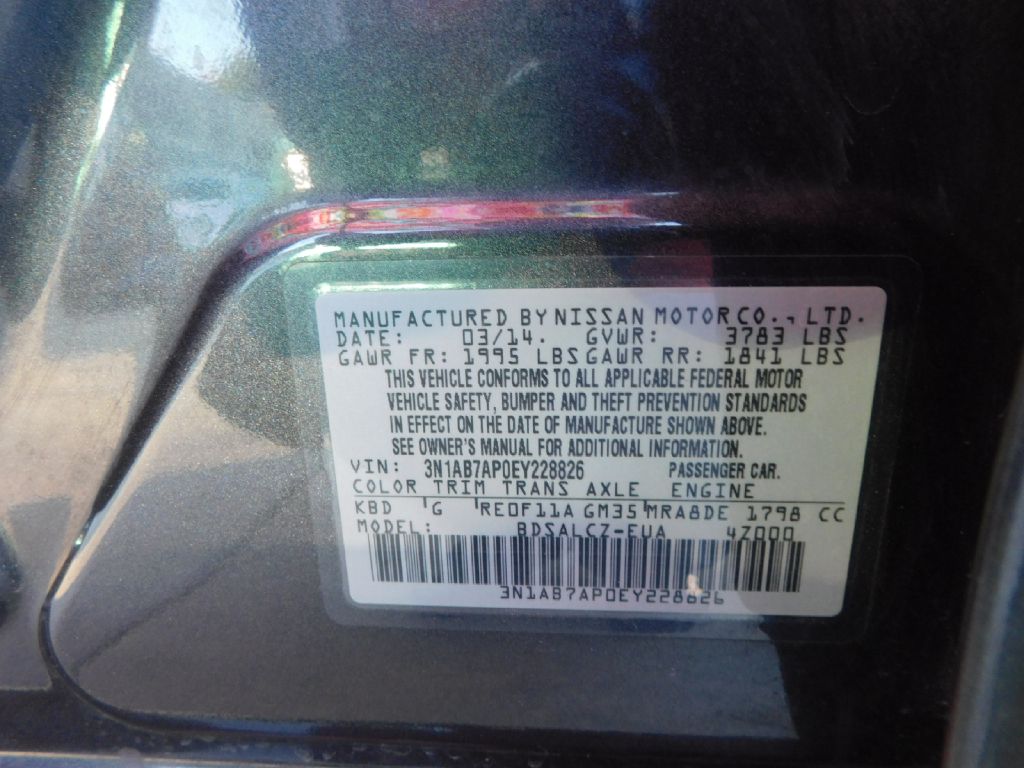 MANUFACTURED BY NISSAN MOTOR CO., LTD.
DATE: 03/14. GVWR: 3783 LBS
GAWR FR: 1995 LBS GAWR RR: 1841 LBS
THIS VEHICLE CONFORMS TO ALL APPLICABLE FEDERAL MOTOR
VEHICLE SAFETY, BUMPER AND THEFT PREVENTION STANDARDS
IN EFFECT ON THE DATE OF MANUFACTURE SHOWN ABOVE.
SEE OWNER'S MANUAL FOR ADDITIONAL INFORMATION.
VIN: 3N1AB7AP0EY228826 PASSENGER CAR.
COLOR TRIM TRANS AXLE ENGINE
KBD G RE0F11A GM35 MRA8DE 1798 CC
MODEL: BDSALCZ-EUA 4Z000
3N1AB7AP0EY228826